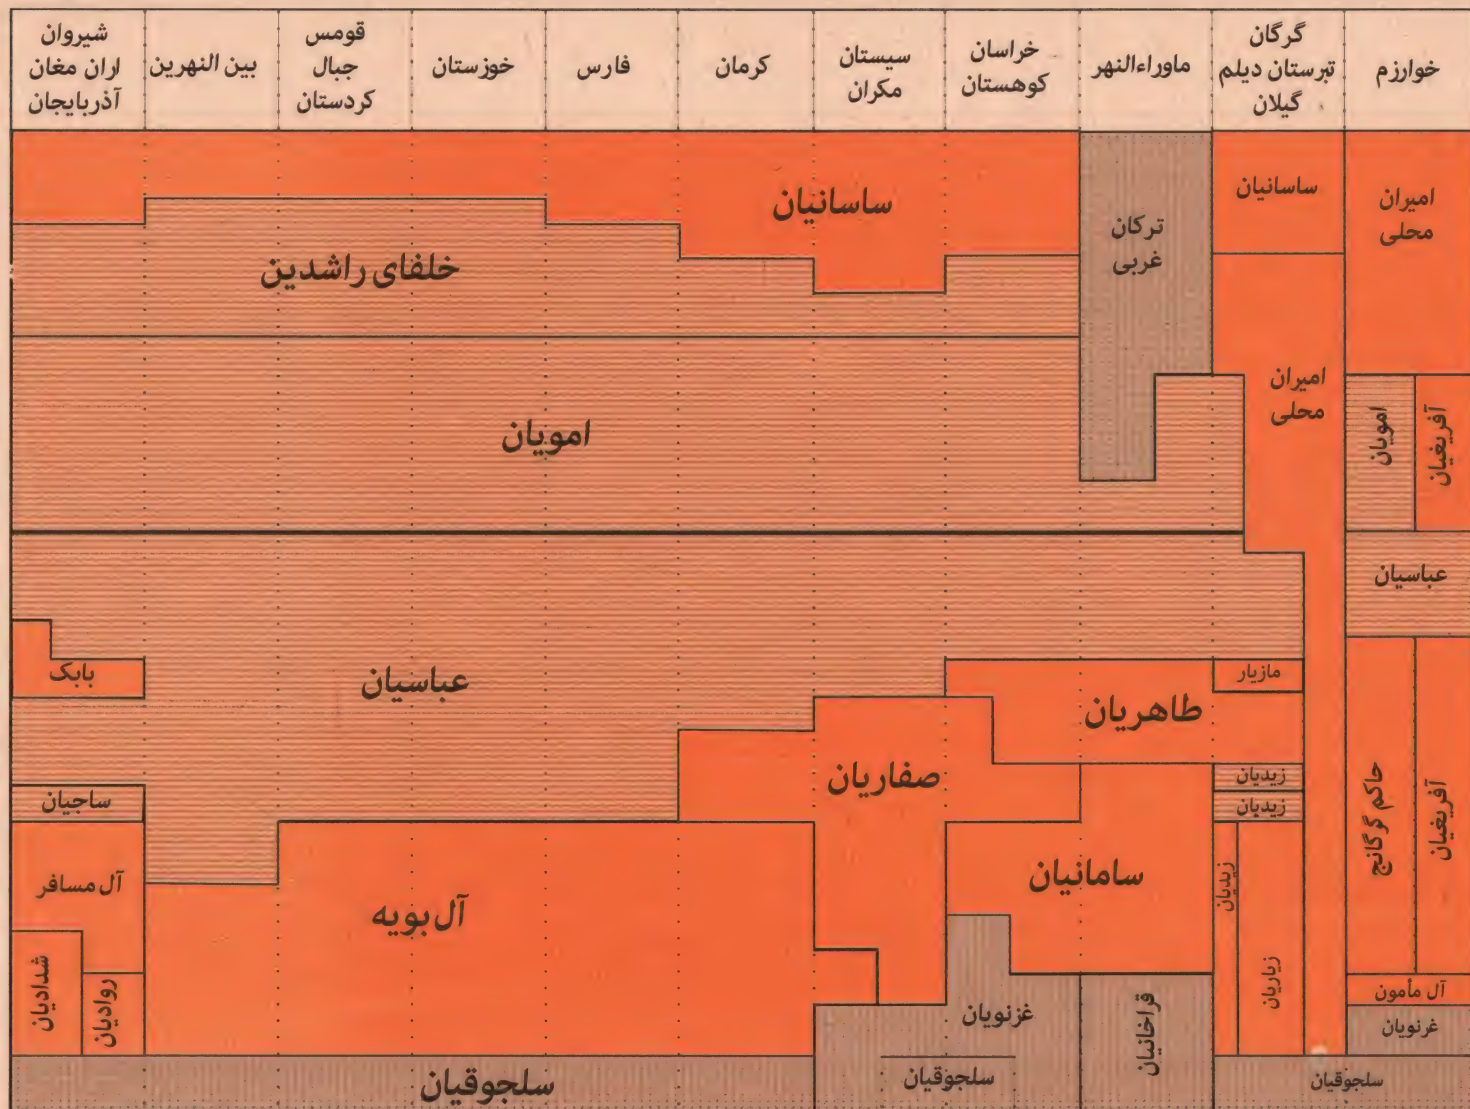 خوارزم
گرگان
تبرستان دیلم
گیلان
ماوراءالنهر
خراسان
کوهستان
سیستان
مکران
کرمان
فارس
خوزستان
قومس
جبال
کردستان
بین النهرین
شیروان
اران مغان
آذربایجان
امیران
محلی
ساسانیان
ترکان
غربی
ساسانیان
خلفای راشدین
امیران
محلی
آفریغیان
امویان
امویان
عباسیان
مازیار
طاهریان
عباسیان
بابک
زیدیان
زیدیان
صفاریان
ساجیان
آفریغیان
حاکم گرگانج
زیاریان
زیدیان
سامانیان
آل بویه
آل مسافر
روادیان
شدادیان
آل مأمون
غزنویان
قراخانیان
غزنویان
سلجوقیان
سلجوقیان
سلجوقیان